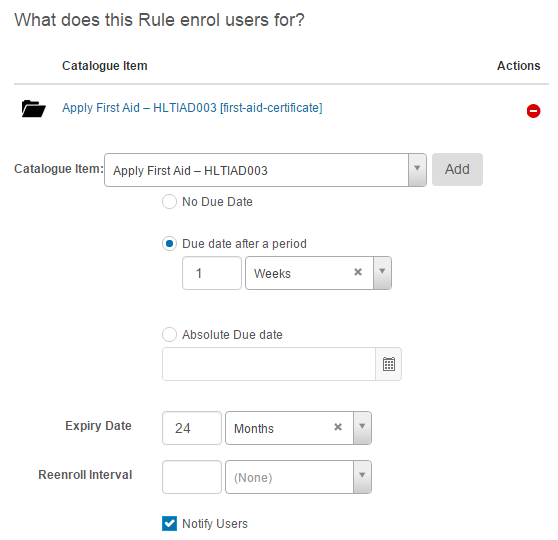 What does this Rule enrol users for?
Catalogue Item Actions
Apply First Aid – HLTIAD003 [first-aid-certificate]
Catalogue Item: Apply First Aid – HLTIAD003 Add
No Due Date
Due date after a period
1 Weeks
Absolute Due date
Expiry Date 24 Months
Reenroll Interval (None)
Notify Users